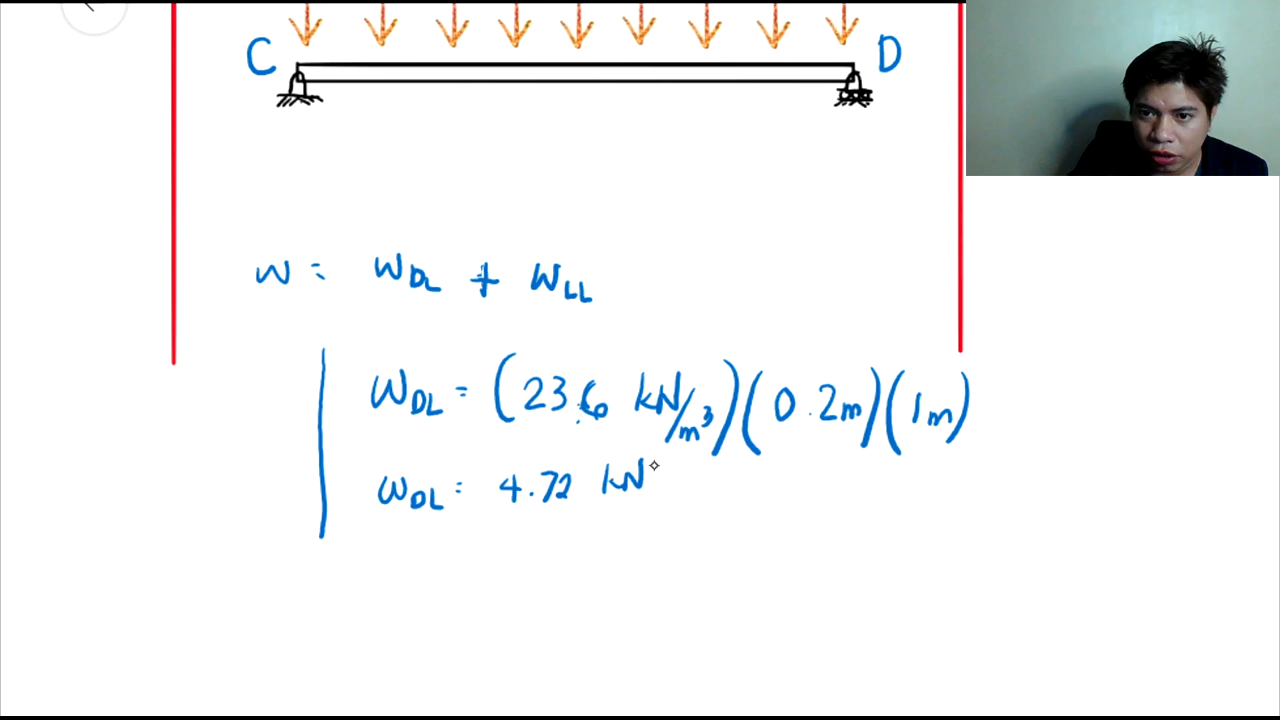 C D
w = WDL + WLL
WDL = (23.6 kN/m³)(0.2m)(1m)
WDL = 4.72 kN